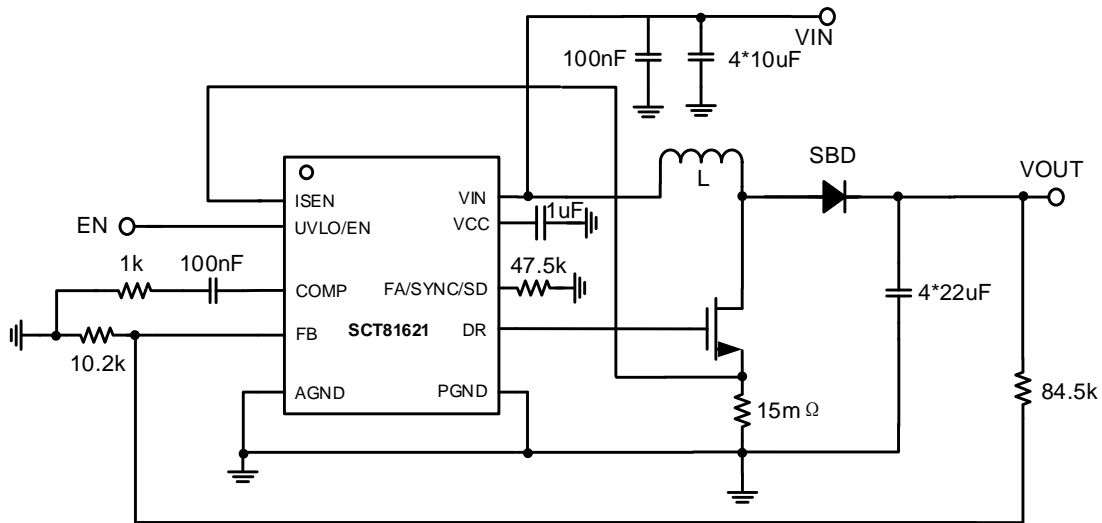 VIN
100nF
4*10uF
SBD
VOUT
L
ISEN
VIN
EN
UVLO/EN
VCC
1uF
1k
100nF
COMP
FA/SYNC/SD
47.5k
4*22uF
FB
SCT81621
DR
10.2k
AGND
PGND
15mΩ
84.5k